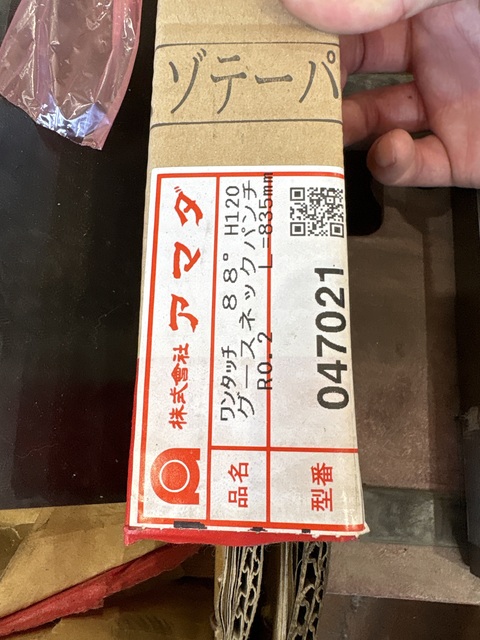 ゾテーパ
株式會社 アマダ
品名
ワンタッチ 88° H120
グースネックパンチ
R0.2 L=835mm
型番
047021